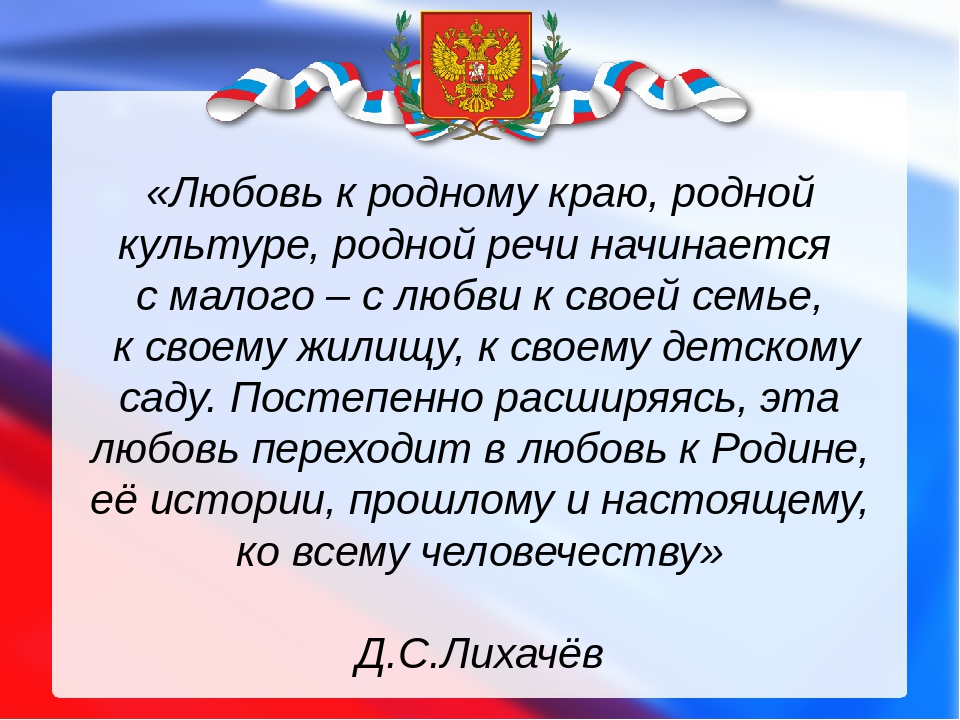 «Любовь к родному краю, родной
культуре, родной речи начинается
с малого – с любви к своей семье,
к своему жилищу, к своему детскому
саду. Постепенно расширяясь, эта
любовь переходит в любовь к Родине,
её истории, прошлому и настоящему,
ко всему человечеству»
Д.С.Лихачёв